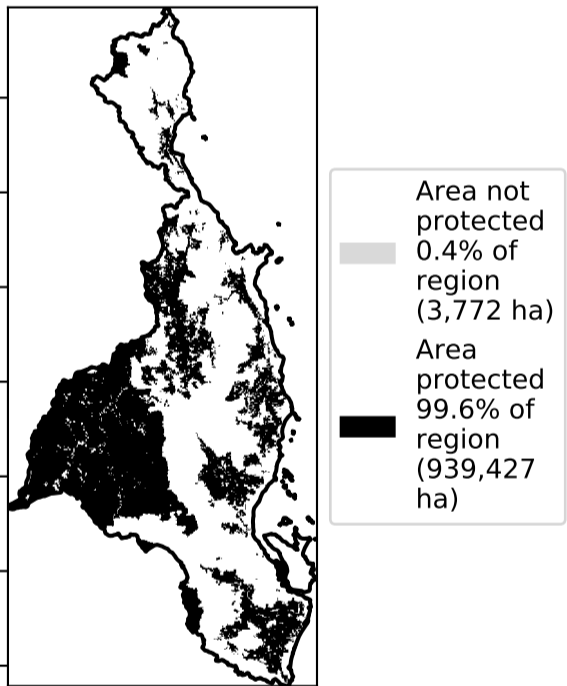 Area not
protected
0.4% of
region
(3,772 ha)
Area
protected
99.6% of
region
(939,427
ha)